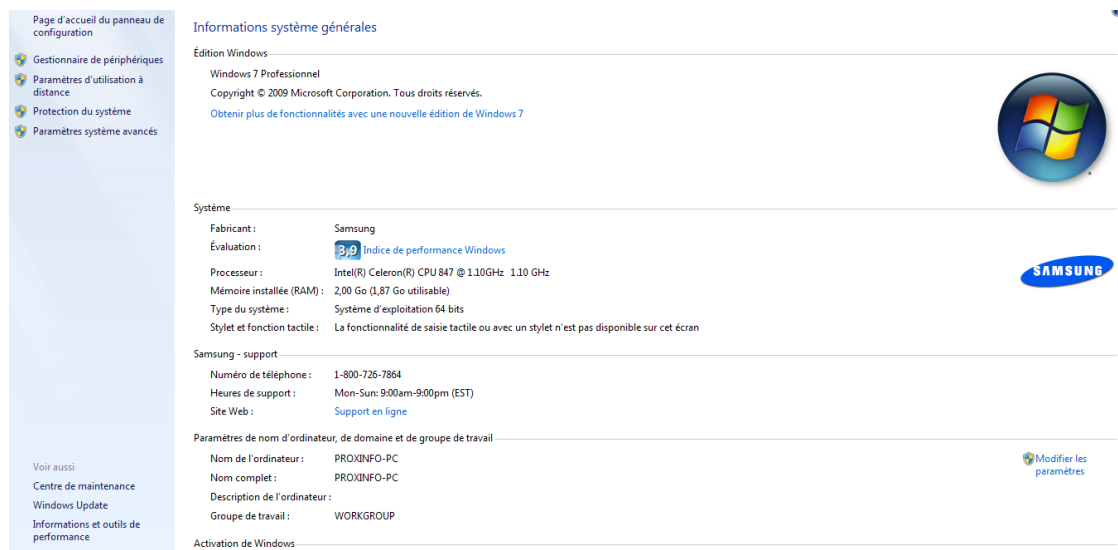 Page d'accueil du panneau de
configuration
Gestionnaire de périphériques
Paramètres d'utilisation à
distance
Protection du système
Paramètres système avancés
Voir aussi
Centre de maintenance
Windows Update
Informations et outils de
performance
Informations système générales
Édition Windows
Windows 7 Professionnel
Copyright © 2009 Microsoft Corporation. Tous droits réservés.
Obtenir plus de fonctionnalités avec une nouvelle édition de Windows 7
Système
Fabricant : Samsung
Évaluation : 3,9 Indice de performance Windows
Processeur : Intel(R) Celeron(R) CPU 847 @ 1.10GHz 1.10 GHz
Mémoire installée (RAM) : 2,00 Go (1,87 Go utilisable)
Type du système : Système d'exploitation 64 bits
Stylet et fonction tactile : La fonctionnalité de saisie tactile ou avec un stylet n'est pas disponible sur cet écran
SAMSUNG
Samsung - support
Numéro de téléphone : 1-800-726-7864
Heures de support : Mon-Sun: 9:00am-9:00pm (EST)
Site Web : Support en ligne
Paramètres de nom d'ordinateur, de domaine et de groupe de travail
Nom de l'ordinateur : PROXINFO-PC
Nom complet : PROXINFO-PC
Description de l'ordinateur :
Groupe de travail : WORKGROUP
Modifier les
paramètres
Activation de Windows